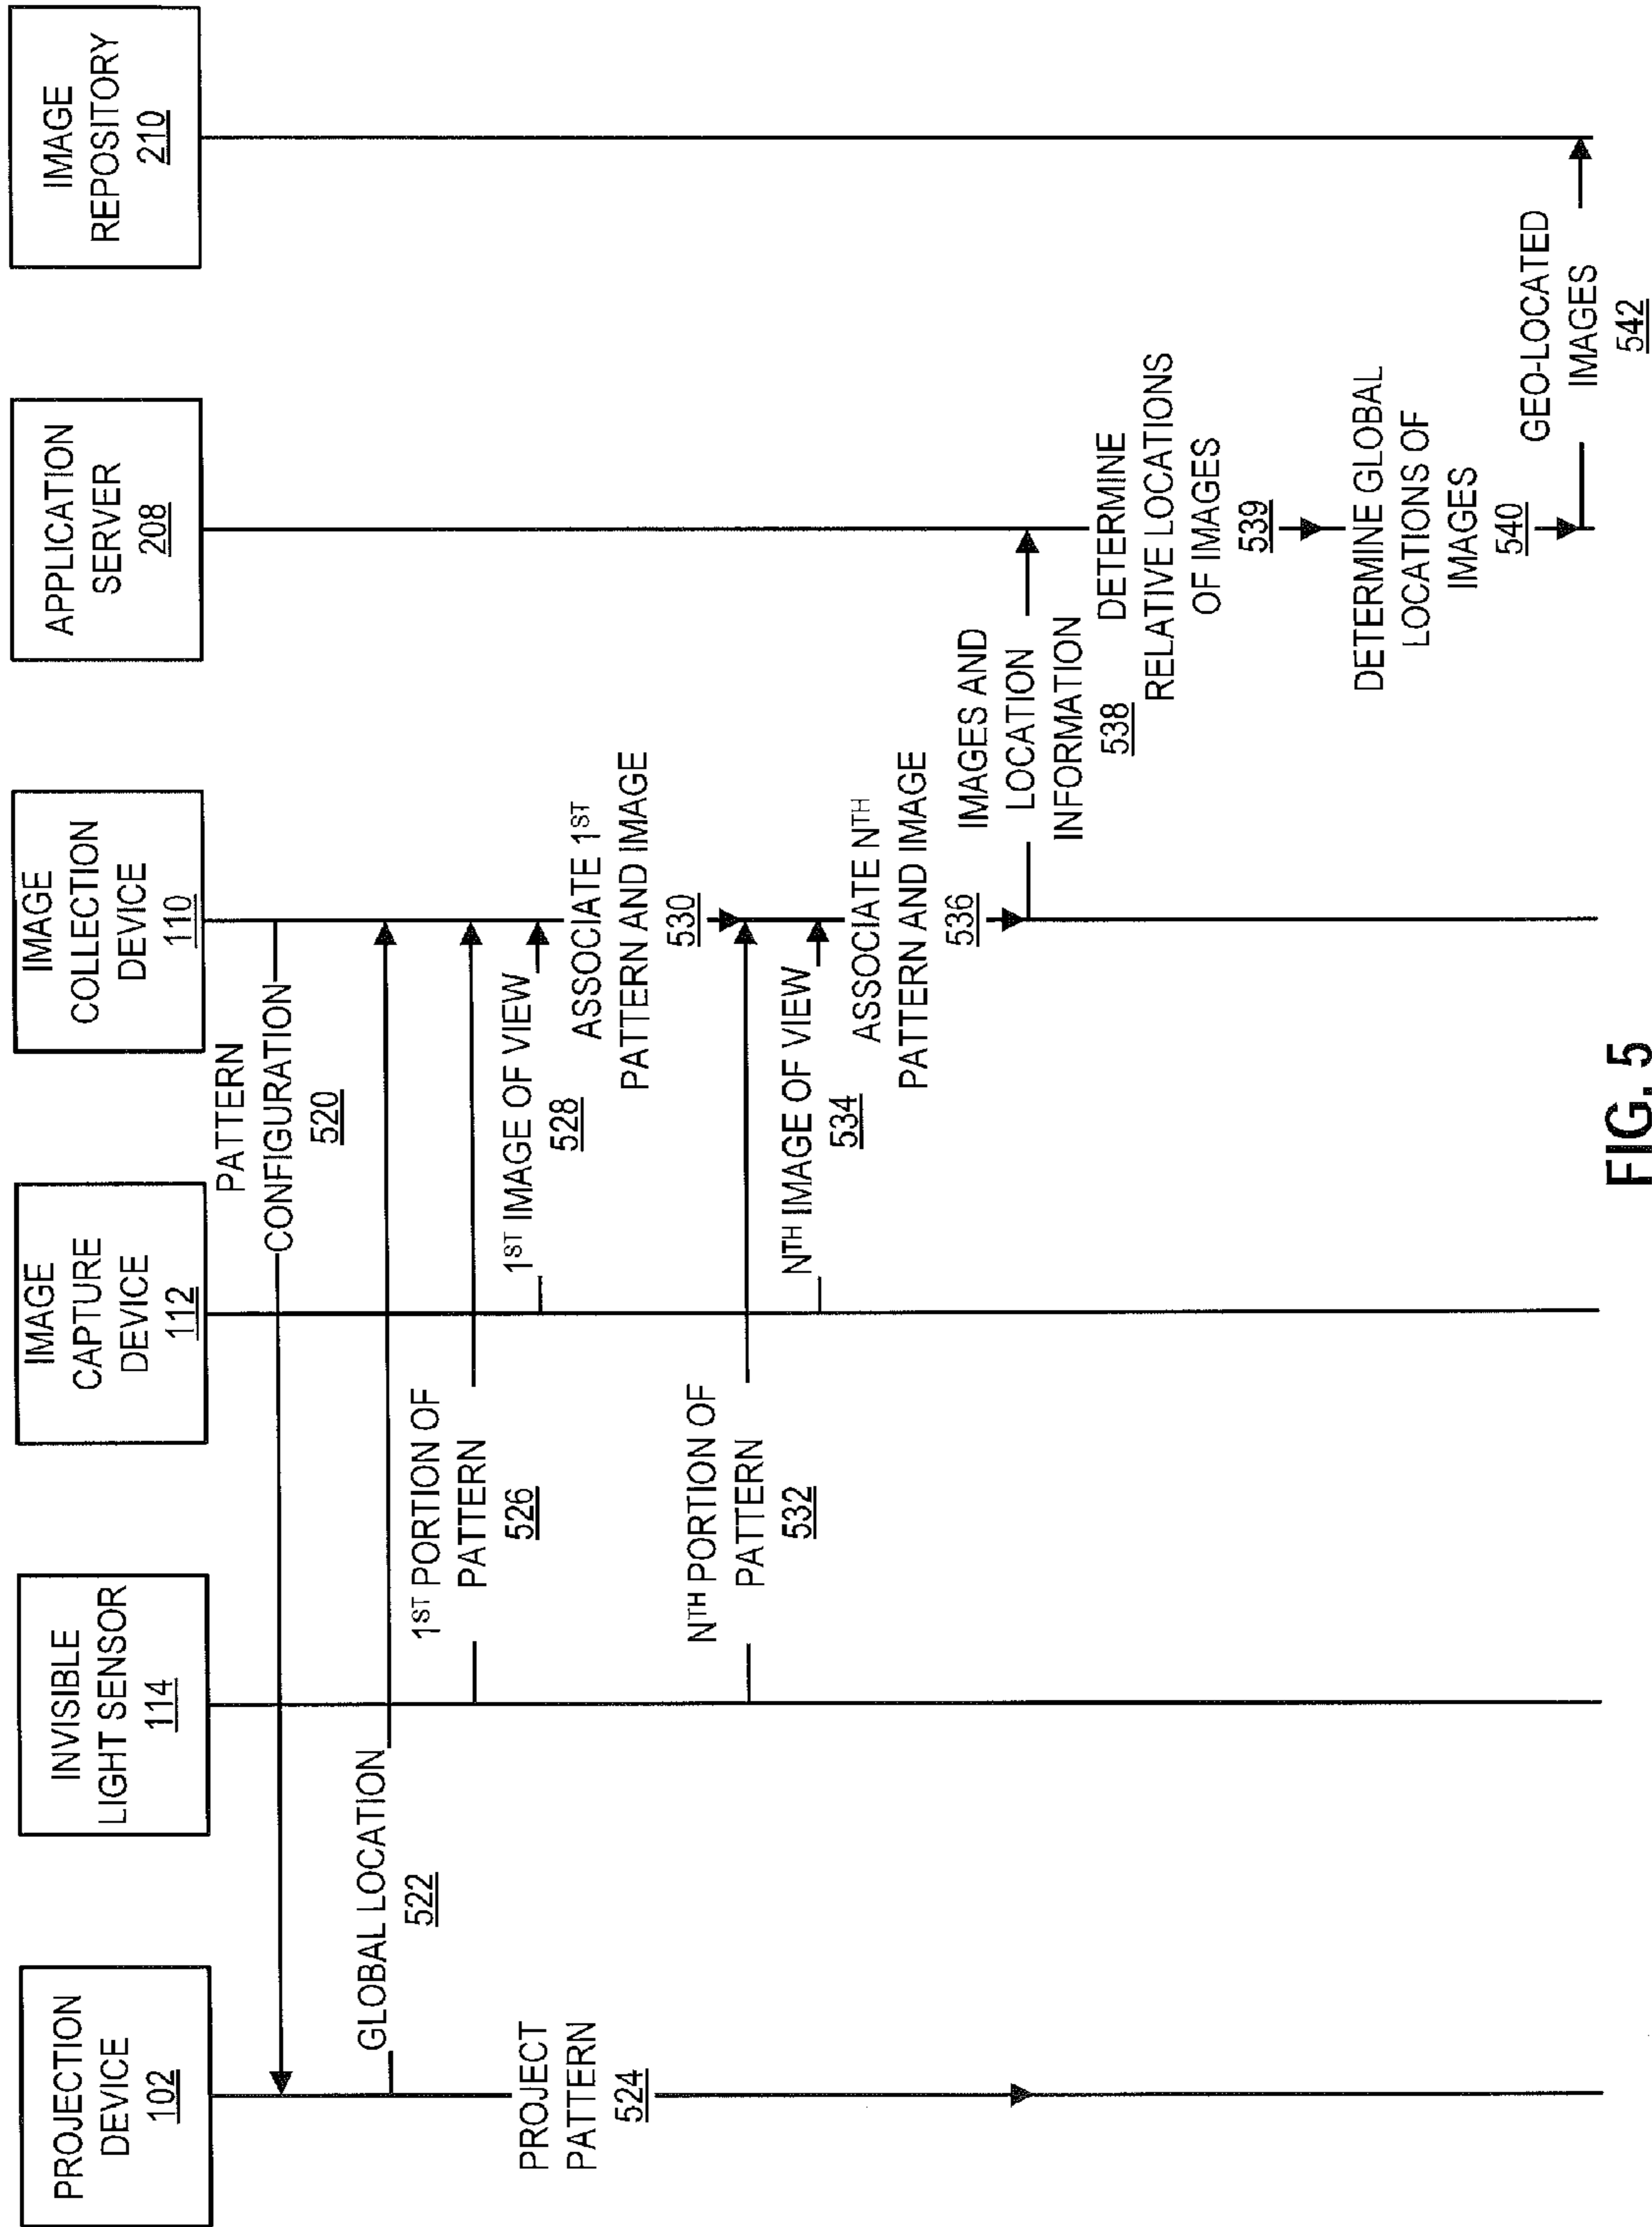 PROJECTION
DEVICE
102
INVISIBLE
LIGHT SENSOR
114
IMAGE
CAPTURE
DEVICE
112
IMAGE
COLLECTION
DEVICE
110
APPLICATION
SERVER
208
IMAGE
REPOSITORY
210
PATTERN
CONFIGURATION
520
GLOBAL LOCATION
522
PROJECT
PATTERN
524
1ST PORTION OF
PATTERN
526
1ST IMAGE OF VIEW
528
ASSOCIATE 1ST
PATTERN AND IMAGE
530
NTH PORTION OF
PATTERN
532
NTH IMAGE OF VIEW
534
ASSOCIATE NTH
PATTERN AND IMAGE
536
IMAGES AND
LOCATION
INFORMATION
538
DETERMINE
RELATIVE LOCATIONS
OF IMAGES
539
DETERMINE GLOBAL
LOCATIONS OF
IMAGES
540
GEO-LOCATED
IMAGES
542
FIG. 5